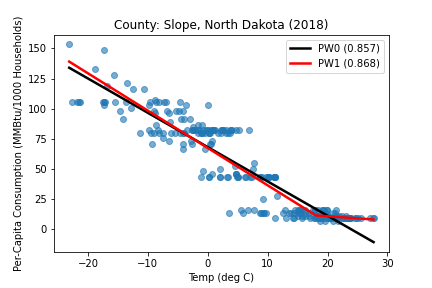 County: Slope, North Dakota (2018)
PW0 (0.857)
PW1 (0.868)
Per-Capita Consumption (MMBtu/1000 Households)
150
125
100
75
50
25
0
−20 −10 0 10 20 30
Temp (deg C)